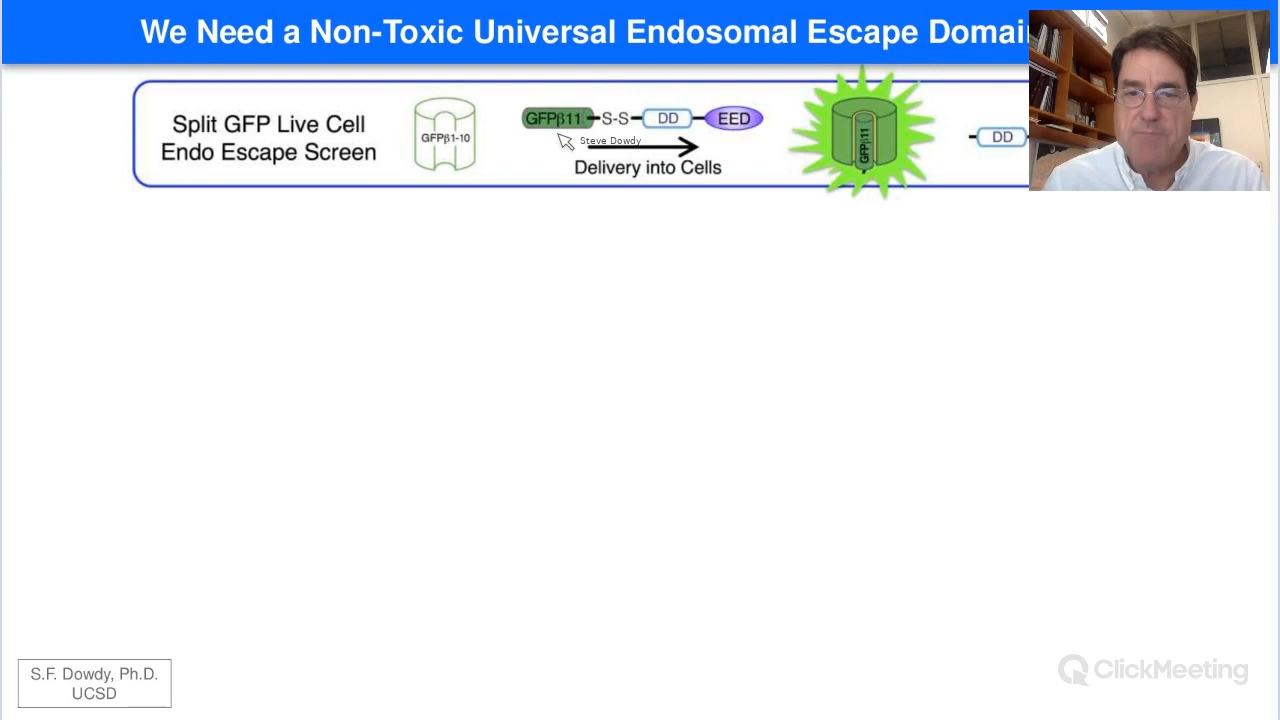 We Need a Non-Toxic Universal Endosomal Escape
Split GFP Live Cell
Endo Escape Screen
GFPβ1-10
GFPβ11 S-S DD EED
Steve Dowdy
Delivery into Cells
GFPβ11
DD
S.F. Dowdy, Ph.D.
UCSD
ClickMeeting